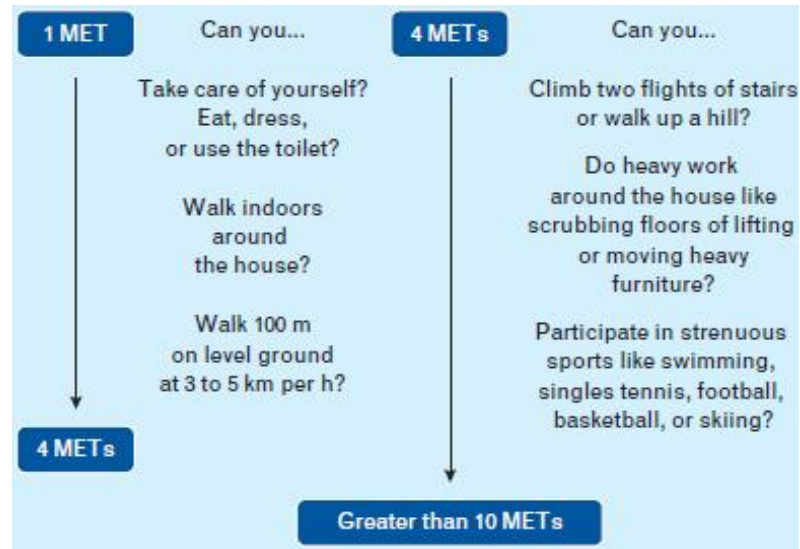 1 MET
Can you...
Take care of yourself?
Eat, dress,
or use the toilet?
Walk indoors
around
the house?
Walk 100 m
on level ground
at 3 to 5 km per h?
4 METs
4 METs
Can you...
Climb two flights of stairs
or walk up a hill?
Do heavy work
around the house like
scrubbing floors of lifting
or moving heavy
furniture?
Participate in strenuous
sports like swimming,
singles tennis, football,
basketball, or skiing?
Greater than 10 METs